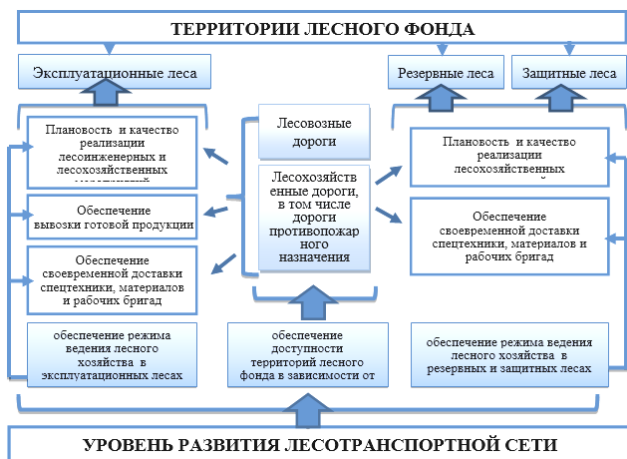 ТЕРРИТОРИИ ЛЕСНОГО ФОНДА
Эксплуатационные леса
Резервные леса
Защитные леса
Плановость и качество
реализации
лесоинженерных и
лесохозяйственных
Лесовозные
дороги
Плановость и качество
реализации
лесохозяйственных
Обеспечение
вывозки готовой продукции
Лесохозяйств
енные дороги,
в том числе
дороги
противопожар
ного
назначения
Обеспечение
своевременной доставки
спецтехники, материалов и
рабочих бригад
Обеспечение
своевременной доставки
спецтехники, материалов
и рабочих бригад
обеспечение режима
ведения лесного
хозяйства в
эксплуатационных лесах
обеспечение
доступности
территорий лесного
фонда в зависимости от
обеспечение режима ведения
лесного хозяйства в
резервных и защитных лесах
УРОВЕНЬ РАЗВИТИЯ ЛЕСОТРАНСПОРТНОЙ СЕТИ